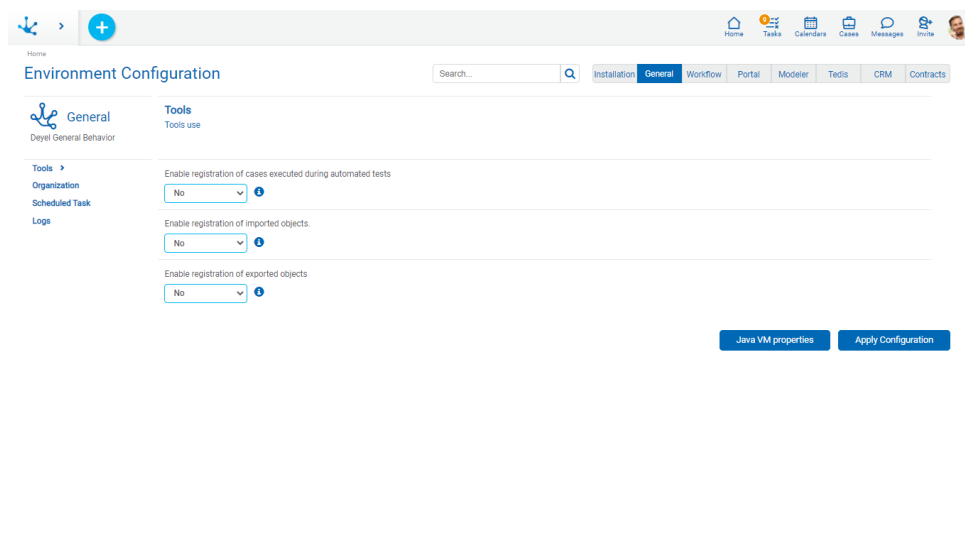 9
Home
Tasks
Calendars
Cases
Messages
Invite
Home
Environment Configuration
Search...
Installation
General
Workflow
Portal
Modeler
Tedis
CRM
Contracts
General
Deyel General Behavior
Tools
Tools use
Tools
Organization
Scheduled Task
Logs
Enable registration of cases executed during automated tests
No
Enable registration of imported objects.
No
Enable registration of exported objects
No
Java VM properties
Apply Configuration